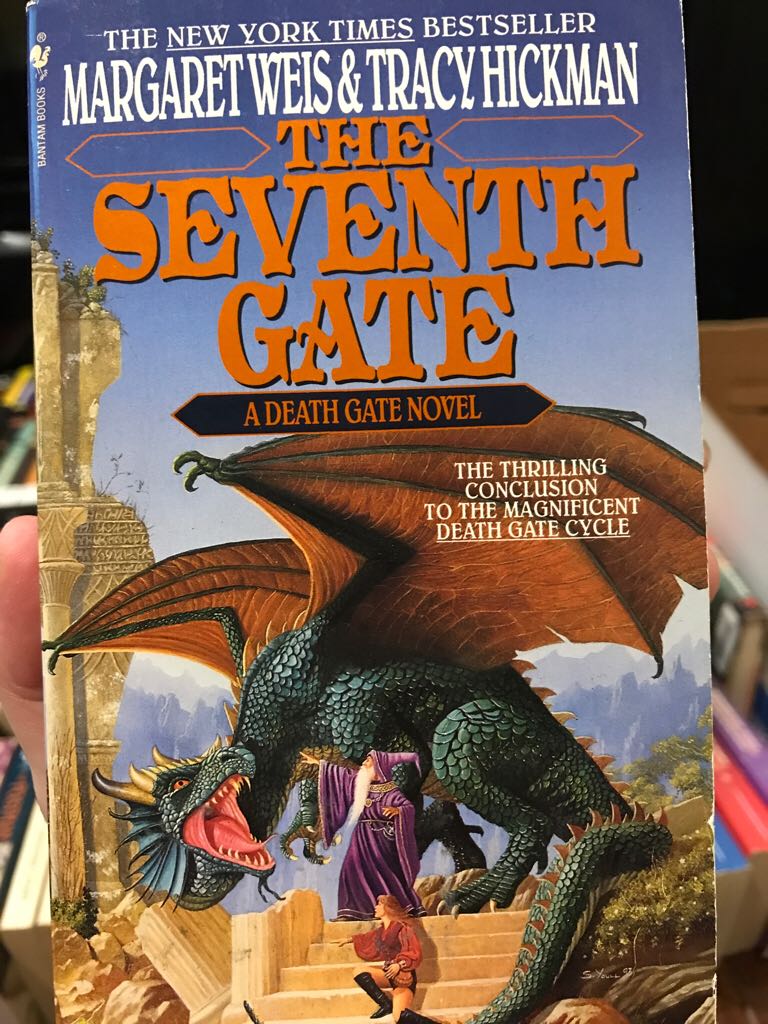 BANTAM BOOKS
THE NEW YORK TIMES BESTSELLER
MARGARET WEIS & TRACY HICKMAN
THE
SEVENTH
GATE
A DEATH GATE NOVEL
THE THRILLING
CONCLUSION
TO THE MAGNIFICENT
DEATH GATE CYCLE